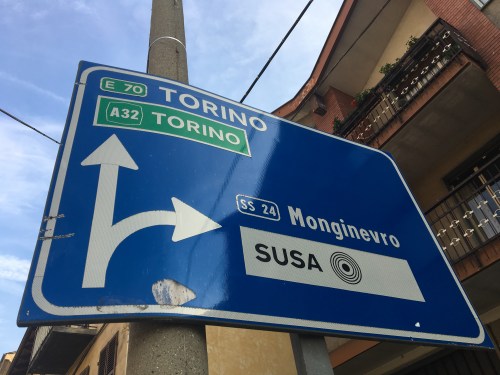 E 70 TORINO
A32 TORINO
SS 24 Monginevro
SUSA